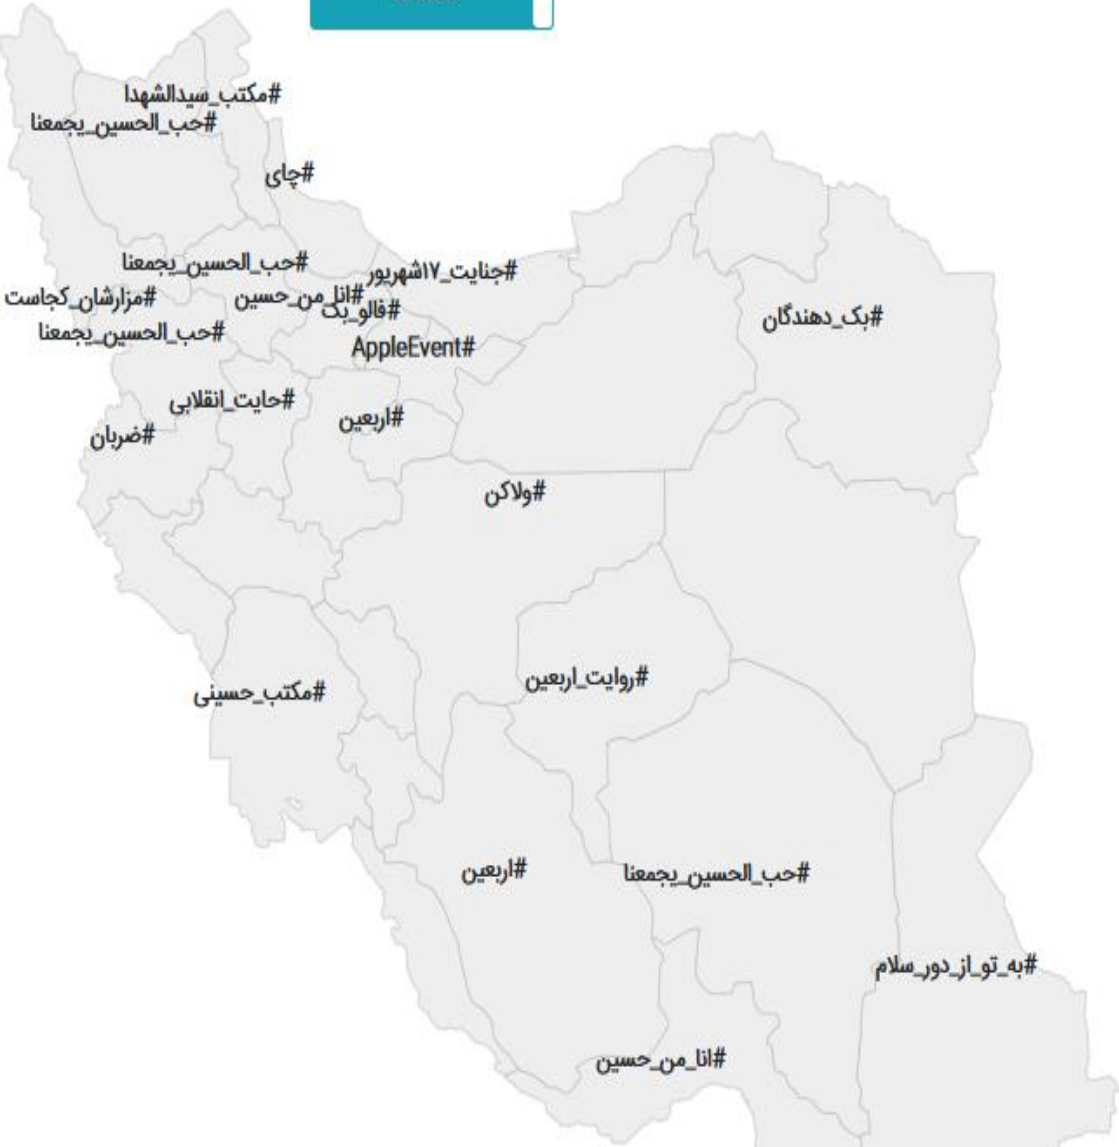 #مکتب_سیدالشهدا
#حب_الحسین_یجمعنا
#چای
#حب_الحسین_یجمعنا
#جنایت_۱۷شهریور
#انا_من_حسین
#مزارشان_کجاست
#فالو_بک
#بک_دهندگان
#حب_الحسین_یجمعنا
#AppleEvent
#حایت_انقلابی
#اربعین
#ضربان
#ولاکن
#روایت_اربعین
#مکتب_حسینی
#اربعین
#حب_الحسین_یجمعنا
#به_تو_از_دور_سلام
#انا_من_حسین